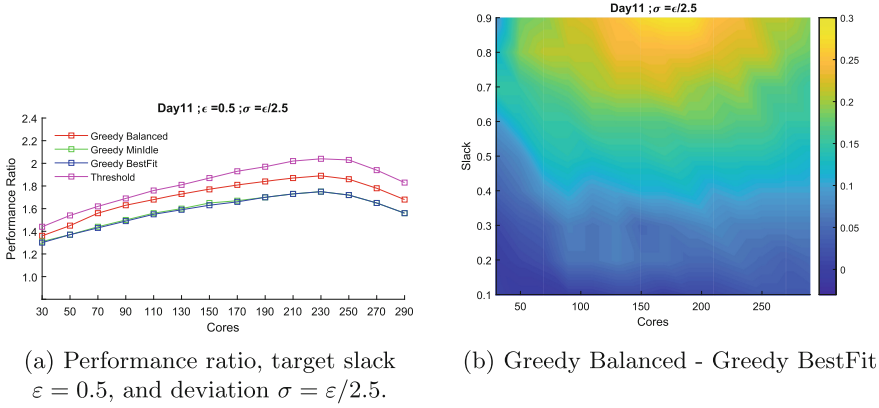 Day11 ;ϵ =0.5 ;σ =ϵ/2.5
2.4
2.2
2
1.8
1.6
1.4
1.2
1.0
Performance Ratio
Greedy Balanced
Greedy MinIdle
Greedy BestFit
Threshold
30 50 70 90 110 130 150 170 190 210 230 250 270 290
Cores
(a) Performance ratio, target slack
ε = 0.5, and deviation σ = ε/2.5.
Day11 ;σ =ϵ/2.5
0.9
0.8
0.7
0.6
0.5
0.4
0.3
0.2
0.1
Slack
50 100 150 200 250
Cores
0.3
0.25
0.2
0.15
0.1
0.05
0
(b) Greedy Balanced - Greedy BestFit